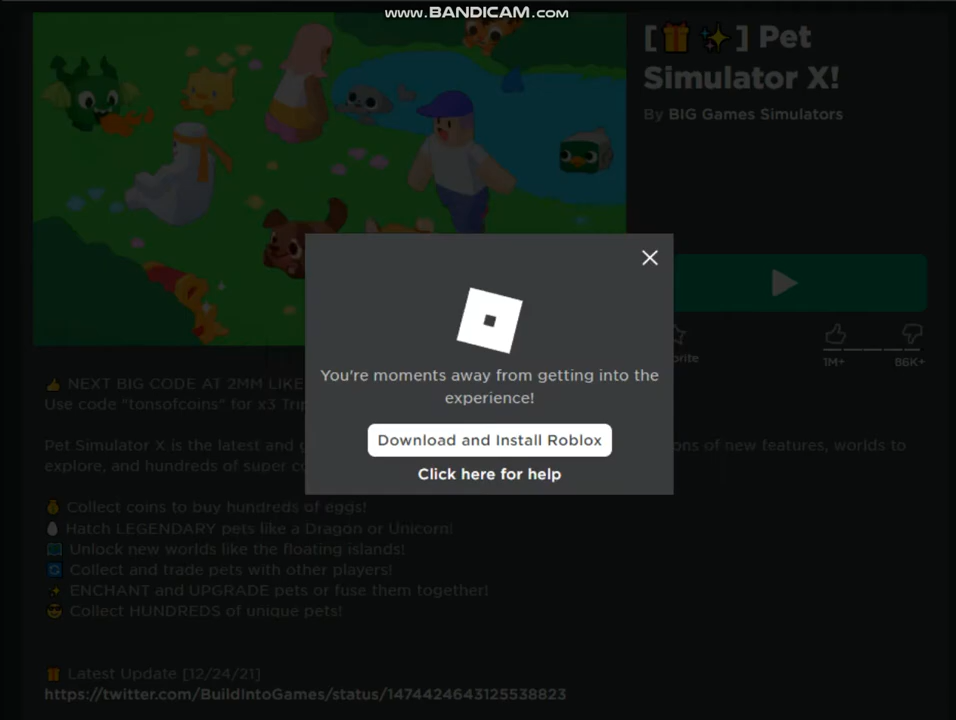 www.BANDICAM.com
[🎁✨] Pet
Simulator X!
By BIG Games Simulators
You're moments away from getting into the
experience!
Download and Install Roblox
Click here for help
orite
1M+
86K+
👍 NEXT BIG CODE AT 2MM LIKE
Use code "tonsofcoins" for x3 Trip
Pet Simulator X is the latest and g
ons of new features, worlds to
explore, and hundreds of super co
💰 Collect coins to buy hundreds of eggs!
🥚 Hatch LEGENDARY pets like a Dragon or Unicorn!
🗺️ Unlock new worlds like the floating islands!
🔄 Collect and trade pets with other players!
✨ ENCHANT and UPGRADE pets or fuse them together!
😎 Collect HUNDREDS of unique pets!
🎁 Latest Update [12/24/21]
https://twitter.com/BuildIntoGames/status/1474424643125538823